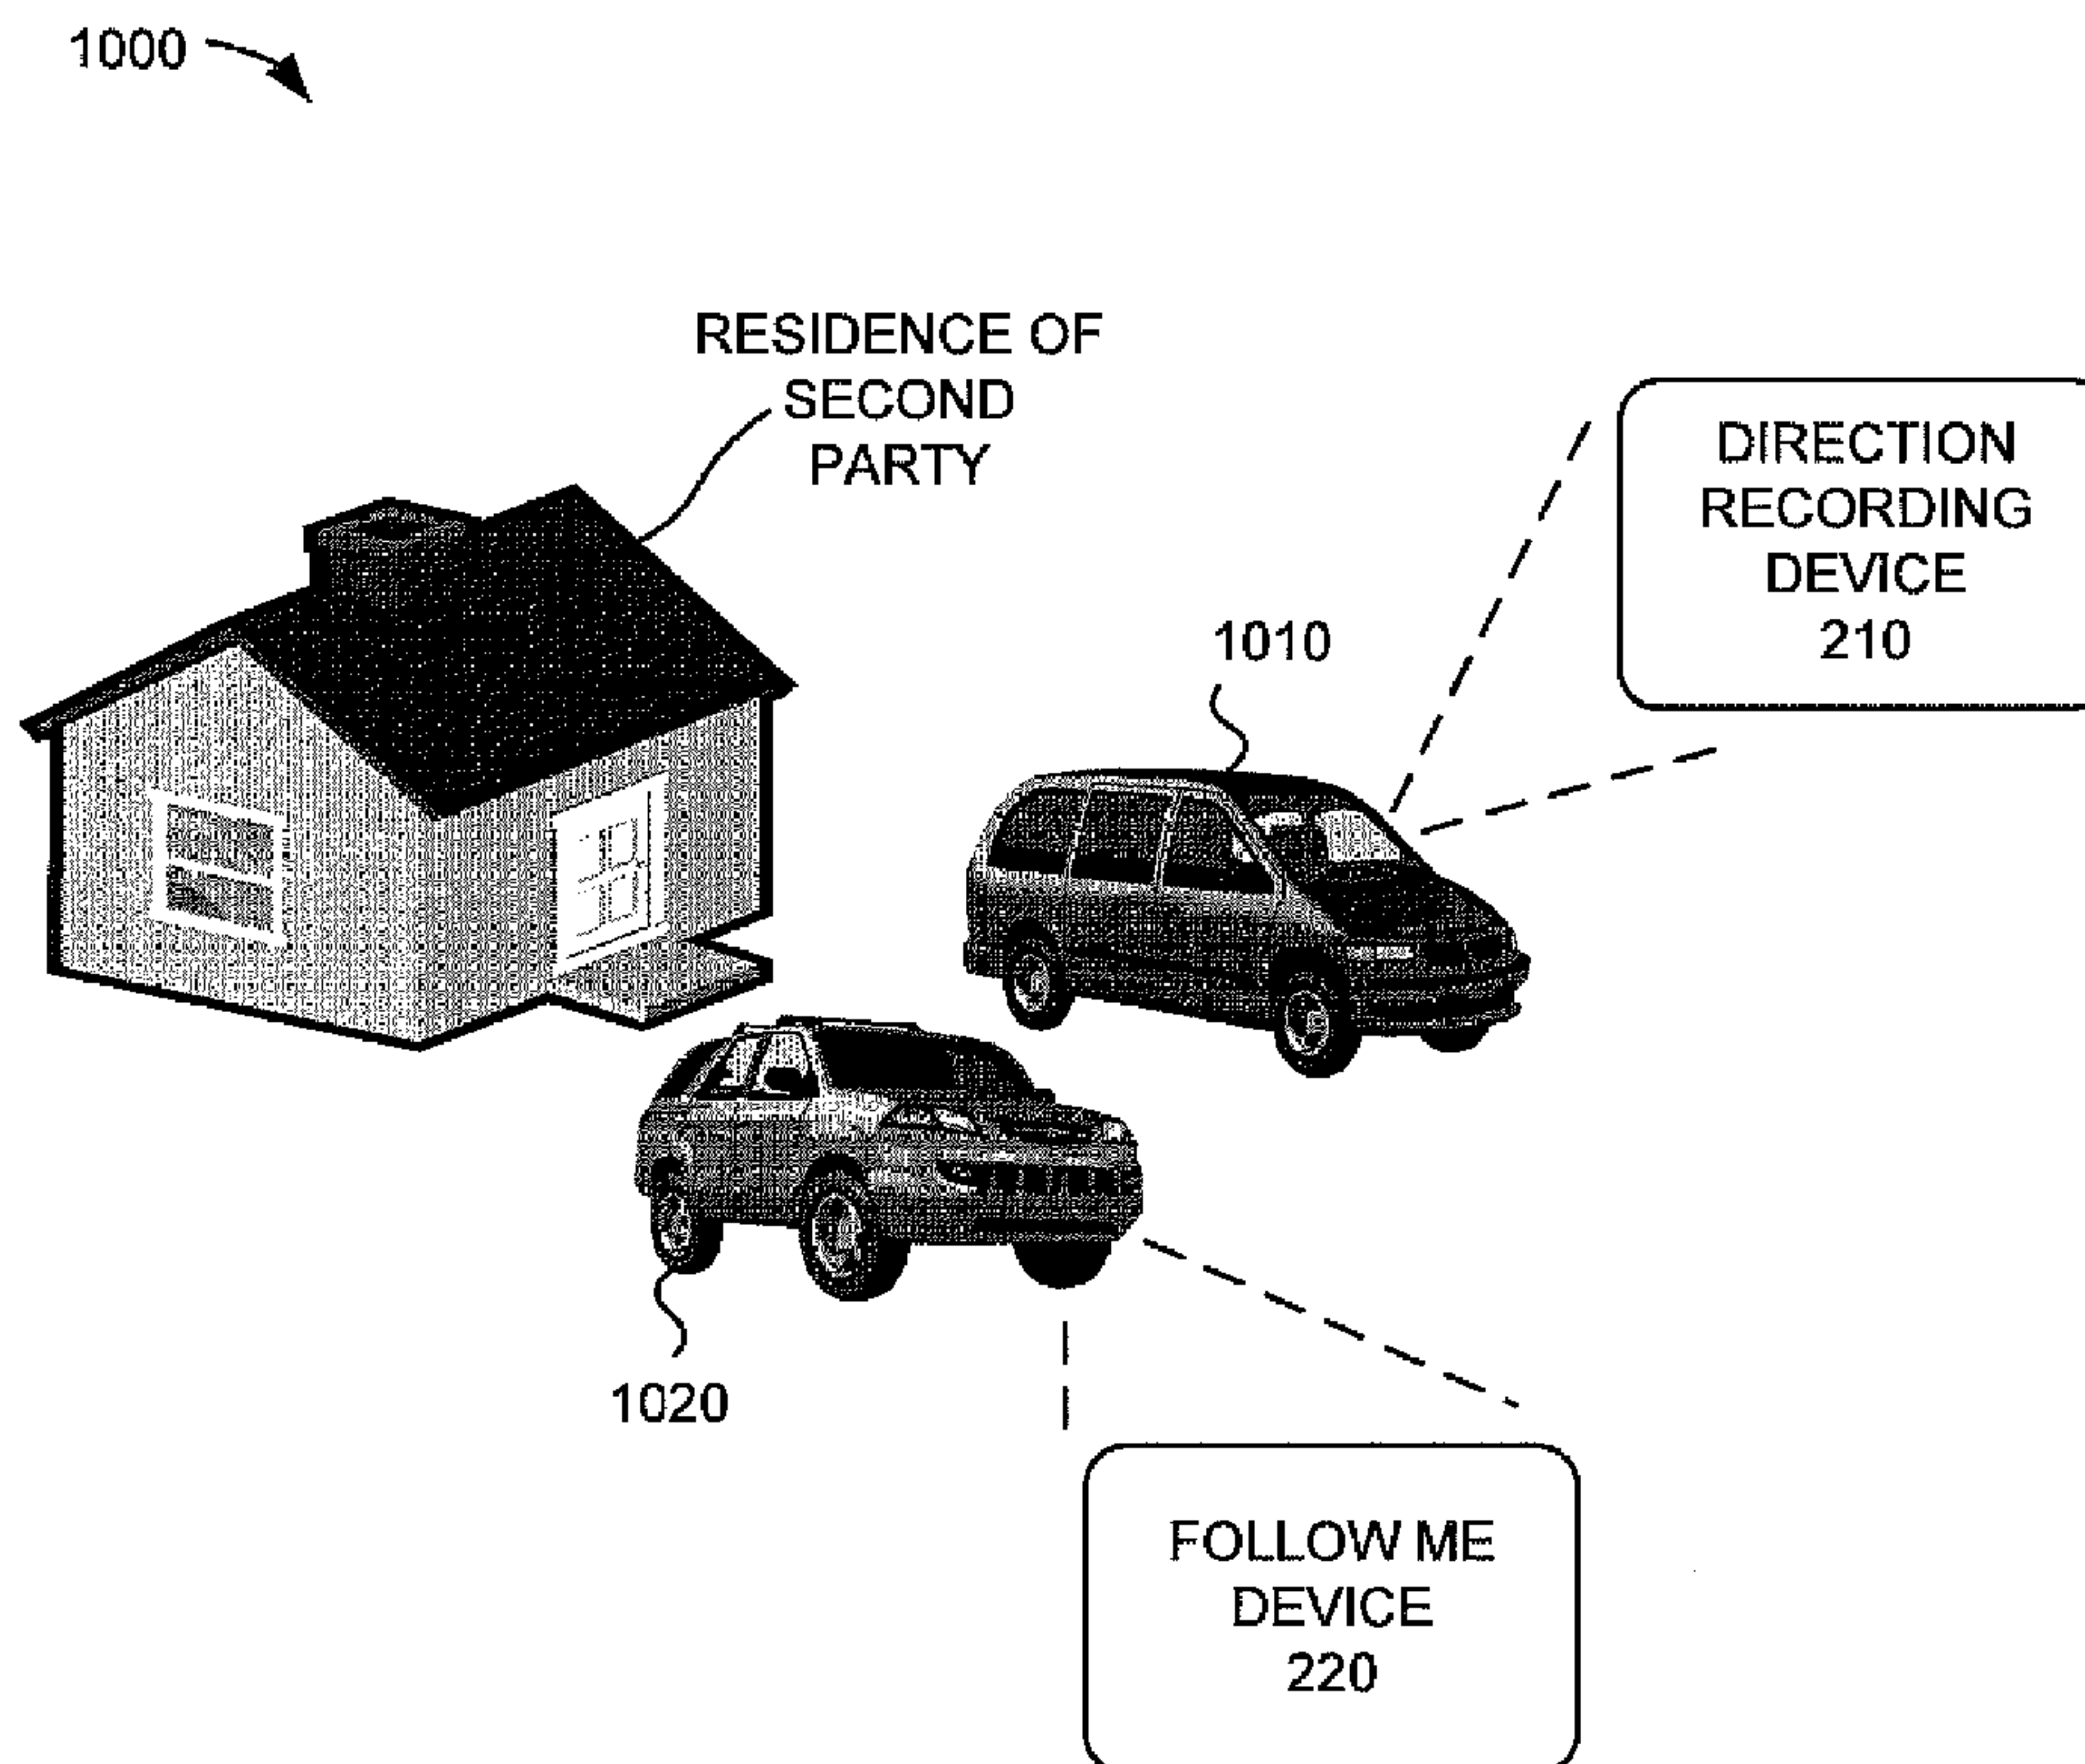 1000
RESIDENCE OF
SECOND
PARTY
DIRECTION
RECORDING
DEVICE
210
1010
1020
FOLLOW ME
DEVICE
220